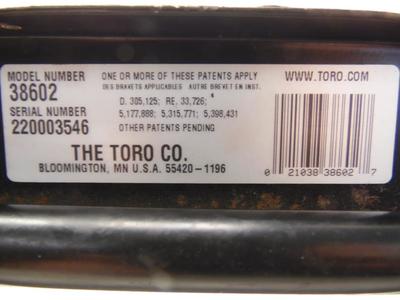 MODEL NUMBER
38602
SERIAL NUMBER
220003546
ONE OR MORE OF THESE PATENTS APPLY
DES BRAVETS APPLICABLES AUTRE BREVET EN INST.
D. 305,125; RE. 33,726;
5,177,888; 5,315,771; 5,398,431
OTHER PATENTS PENDING
WWW.TORO.COM
THE TORO CO.
BLOOMINGTON, MN U.S.A. 55420-1196
0 21038 38602 7